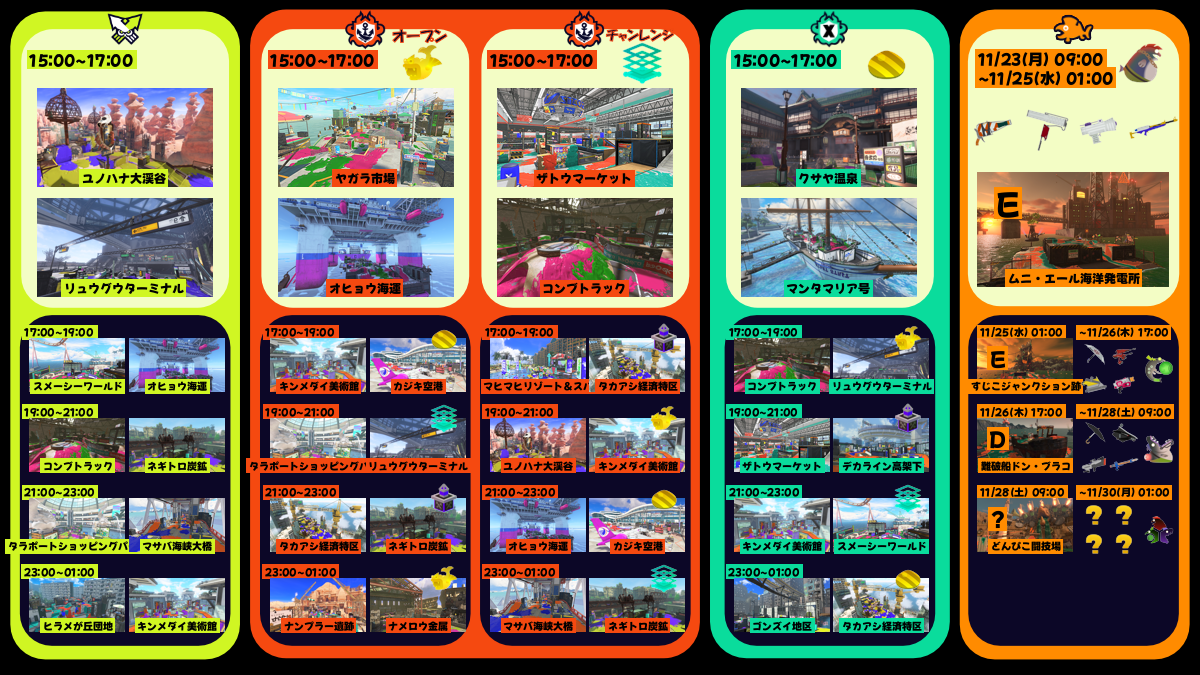 15:00~17:00
ユノハナ大渓谷
リュウグウターミナル
17:00~19:00
スメーシーワールド
オヒョウ海運
19:00~21:00
コンブトラック
ネギトロ炭鉱
21:00~23:00
タラポートショッピングパ
マサバ海峡大橋
23:00~01:00
ヒラメが丘団地
キンメダイ美術館
オープン
15:00~17:00
ヤガラ市場
オヒョウ海運
17:00~19:00
キンメダイ美術館
カジキ空港
19:00~21:00
タラポートショッピングパ
リュウグウターミナル
21:00~23:00
タカアシ経済特区
ネギトロ炭鉱
23:00~01:00
ナンプラー遺跡
ナメロウ金属
チャンレンジ
15:00~17:00
ザトウマーケット
コンブトラック
17:00~19:00
マヒマヒリゾート&スパ
タカアシ経済特区
19:00~21:00
ユノハナ大渓谷
キンメダイ美術館
21:00~23:00
オヒョウ海運
カジキ空港
23:00~01:00
マサバ海峡大橋
ネギトロ炭鉱
X
15:00~17:00
クサヤ温泉
マンタマリア号
17:00~19:00
コンブトラック
リュウグウターミナル
19:00~21:00
ザトウマーケット
デカライン高架下
21:00~23:00
キンメダイ美術館
スメーシーワールド
23:00~01:00
ゴンズイ地区
タカアシ経済特区
11/23(月) 09:00
~11/25(水) 01:00
E
ムニ・エール海洋発電所
11/25(水) 01:00
~11/26(木) 17:00
E
すじこジャンクション跡
11/26(木) 17:00
~11/28(土) 09:00
D
難破船ドン・ブラコ
11/28(土) 09:00
~11/30(月) 01:00
?
? ?
? ?
どんぴこ闘技場